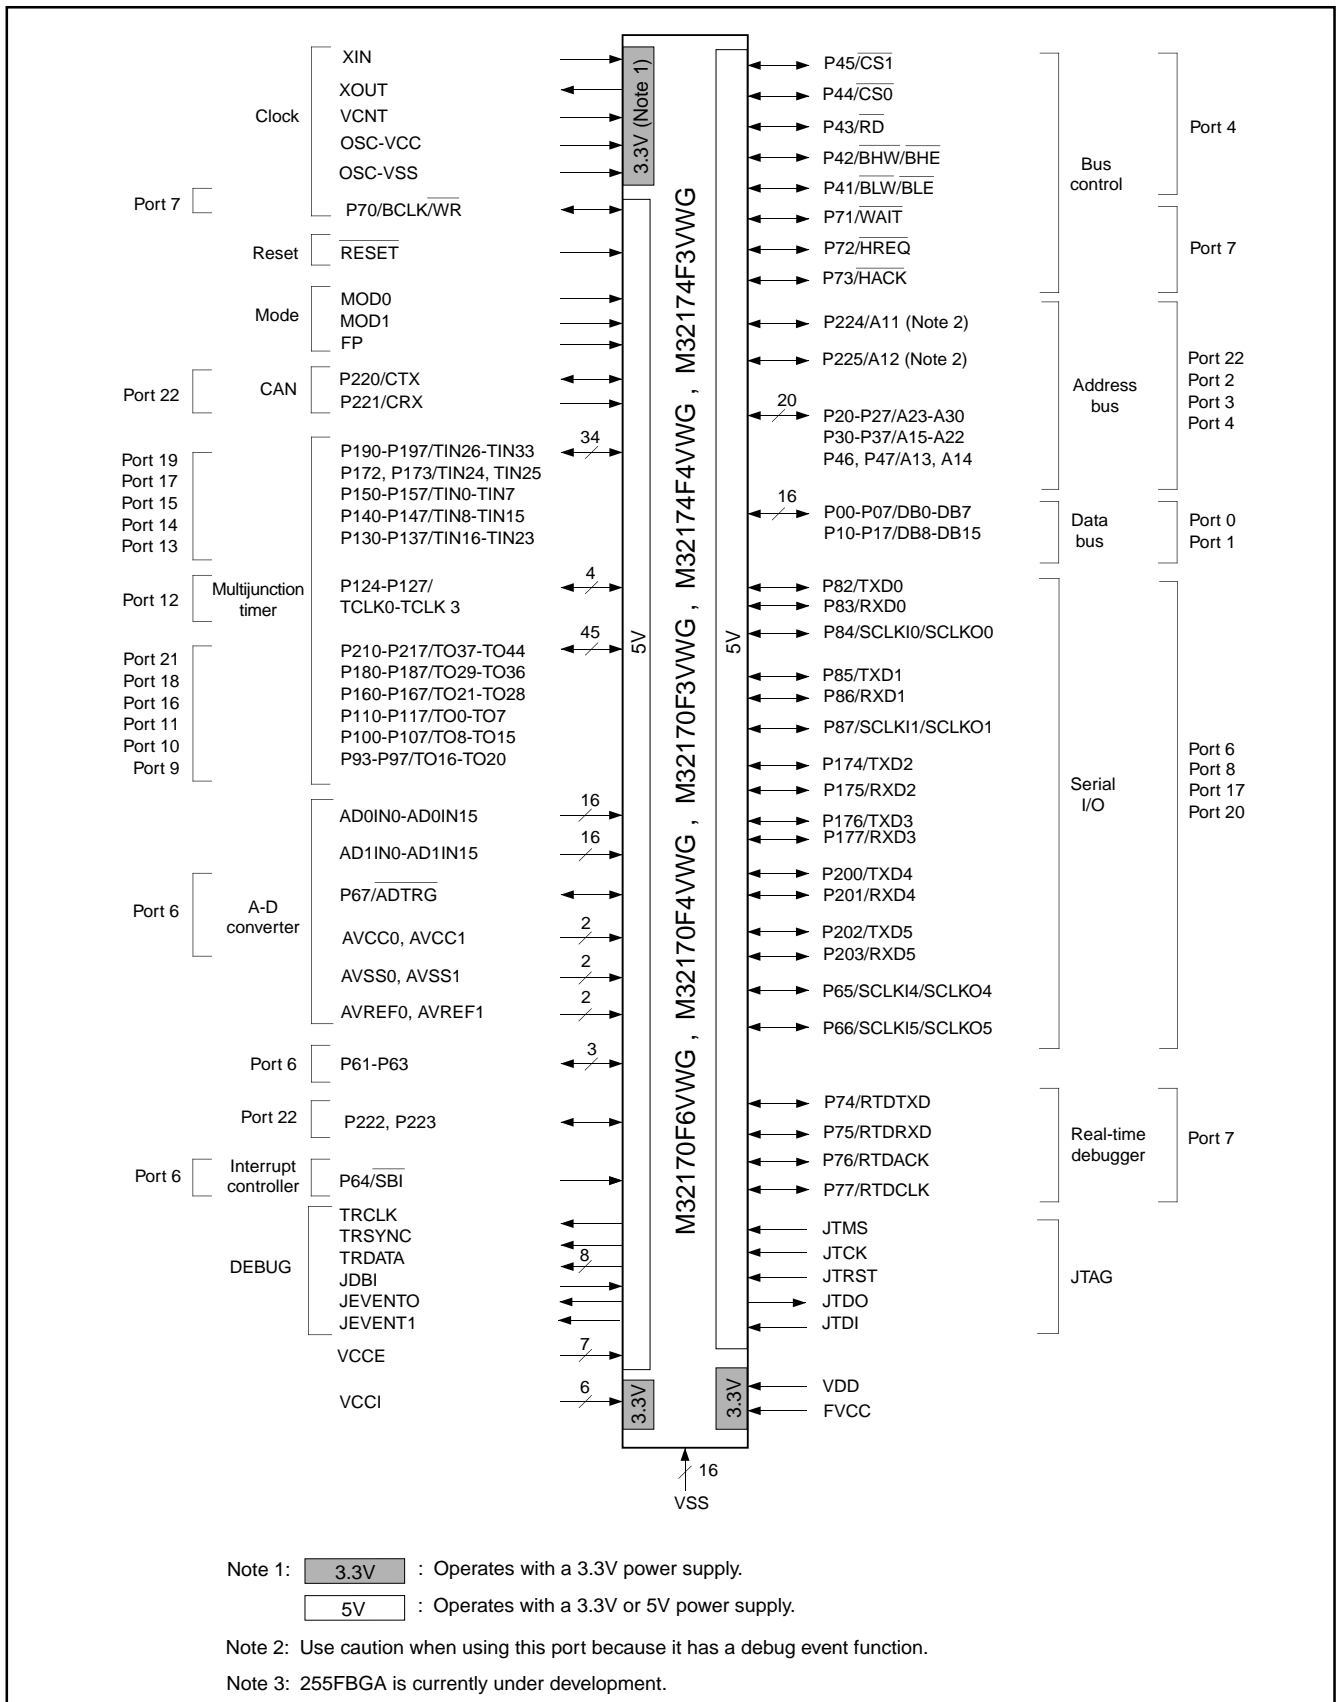 Clock
XIN
XOUT
VCNT
OSC-VCC
OSC-VSS
Port 7
P70/BCLK/WR
Reset
RESET
Mode
MOD0
MOD1
FP
Port 22
CAN
P220/CTX
P221/CRX
Port 19
Port 17
Port 15
Port 14
Port 13
P190-P197/TIN26-TIN33
34
P172, P173/TIN24, TIN25
P150-P157/TIN0-TIN7
P140-P147/TIN8-TIN15
P130-P137/TIN16-TIN23
Port 12
Multijunction
timer
P124-P127/
TCLK0-TCLK 3
4
Port 21
Port 18
Port 16
Port 11
Port 10
Port 9
45
P210-P217/TO37-TO44
P180-P187/TO29-TO36
P160-P167/TO21-TO28
P110-P117/TO0-TO7
P100-P107/TO8-TO15
P93-P97/TO16-TO20
AD0IN0-AD0IN15
16
AD1IN0-AD1IN15
16
Port 6
A-D
converter
P67/ADTRG
AVCC0, AVCC1
2
AVSS0, AVSS1
2
AVREF0, AVREF1
2
Port 6
P61-P63
3
Port 22
P222, P223
Port 6
Interrupt
controller
P64/SBI
DEBUG
TRCLK
TRSYNC
TRDATA
8
JDBI
JEVENTO
JEVENT1
VCCE
7
VCCI
6
3.3V (Note 1)
5V
3.3V
M32170F6VWG , M32170F4VWG , M32170F3VWG , M32174F4VWG , M32174F3VWG
5V
3.3V
16
VSS
P45/CS1
P44/CS0
P43/RD
P42/BHW/BHE
P41/BLW/BLE
P71/WAIT
P72/HREQ
P73/HACK
Bus
control
Port 4
Port 7
P224/A11 (Note 2)
P225/A12 (Note 2)
20
P20-P27/A23-A30
P30-P37/A15-A22
P46, P47/A13, A14
Address
bus
Port 22
Port 2
Port 3
Port 4
16
P00-P07/DB0-DB7
P10-P17/DB8-DB15
Data
bus
Port 0
Port 1
P82/TXD0
P83/RXD0
P84/SCLKI0/SCLKO0
P85/TXD1
P86/RXD1
P87/SCLKI1/SCLKO1
P174/TXD2
P175/RXD2
P176/TXD3
P177/RXD3
P200/TXD4
P201/RXD4
P202/TXD5
P203/RXD5
P65/SCLKI4/SCLKO4
P66/SCLKI5/SCLKO5
Serial
I/O
Port 6
Port 8
Port 17
Port 20
P74/RTDTXD
P75/RTDRXD
P76/RTDACK
P77/RTDCLK
Real-time
debugger
Port 7
JTMS
JTCK
JTRST
JTDO
JTDI
JTAG
VDD
FVCC
Note 1: 3.3V : Operates with a 3.3V power supply.
5V : Operates with a 3.3V or 5V power supply.
Note 2: Use caution when using this port because it has a debug event function.
Note 3: 255FBGA is currently under development.